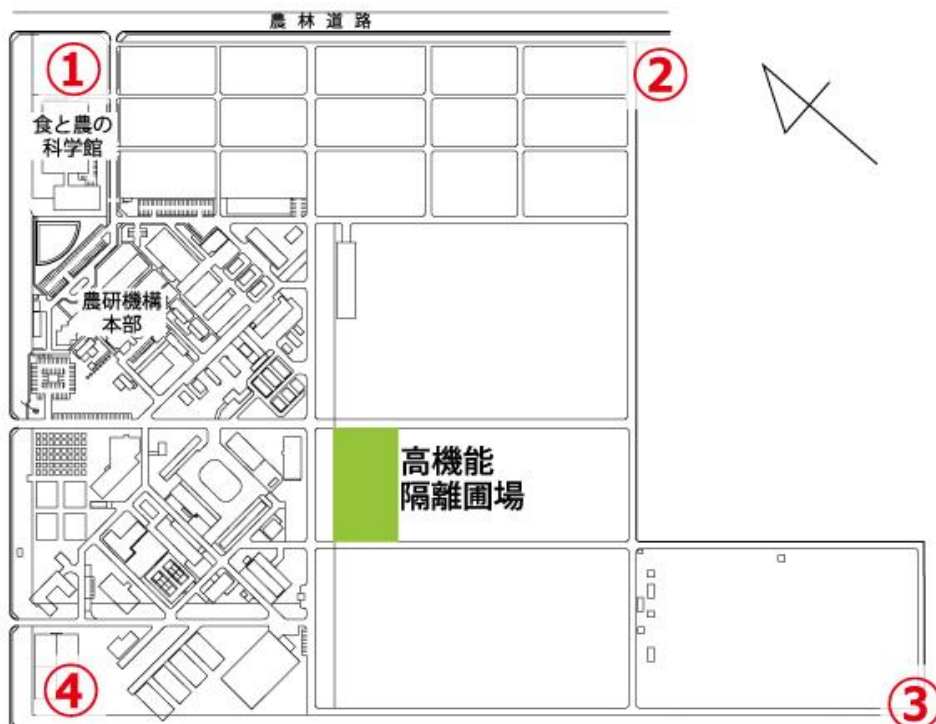 農林道路
①
②
食と農の
科学館
農研機構
本部
高機能
隔離圃場
④
③